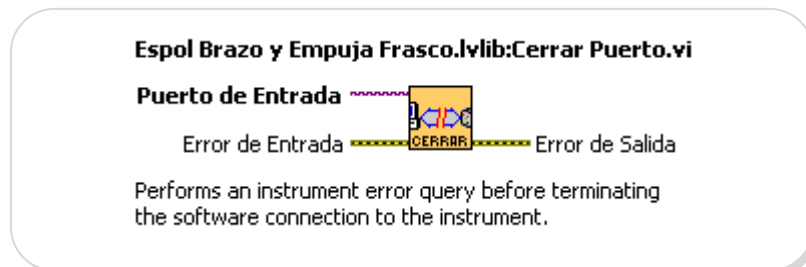 Espol Brazo y Empuja Frasco.lvlib:Cerrar Puerto.vi
Puerto de Entrada
CERRAR
Error de Entrada
Error de Salida
Performs an instrument error query before terminating
the software connection to the instrument.